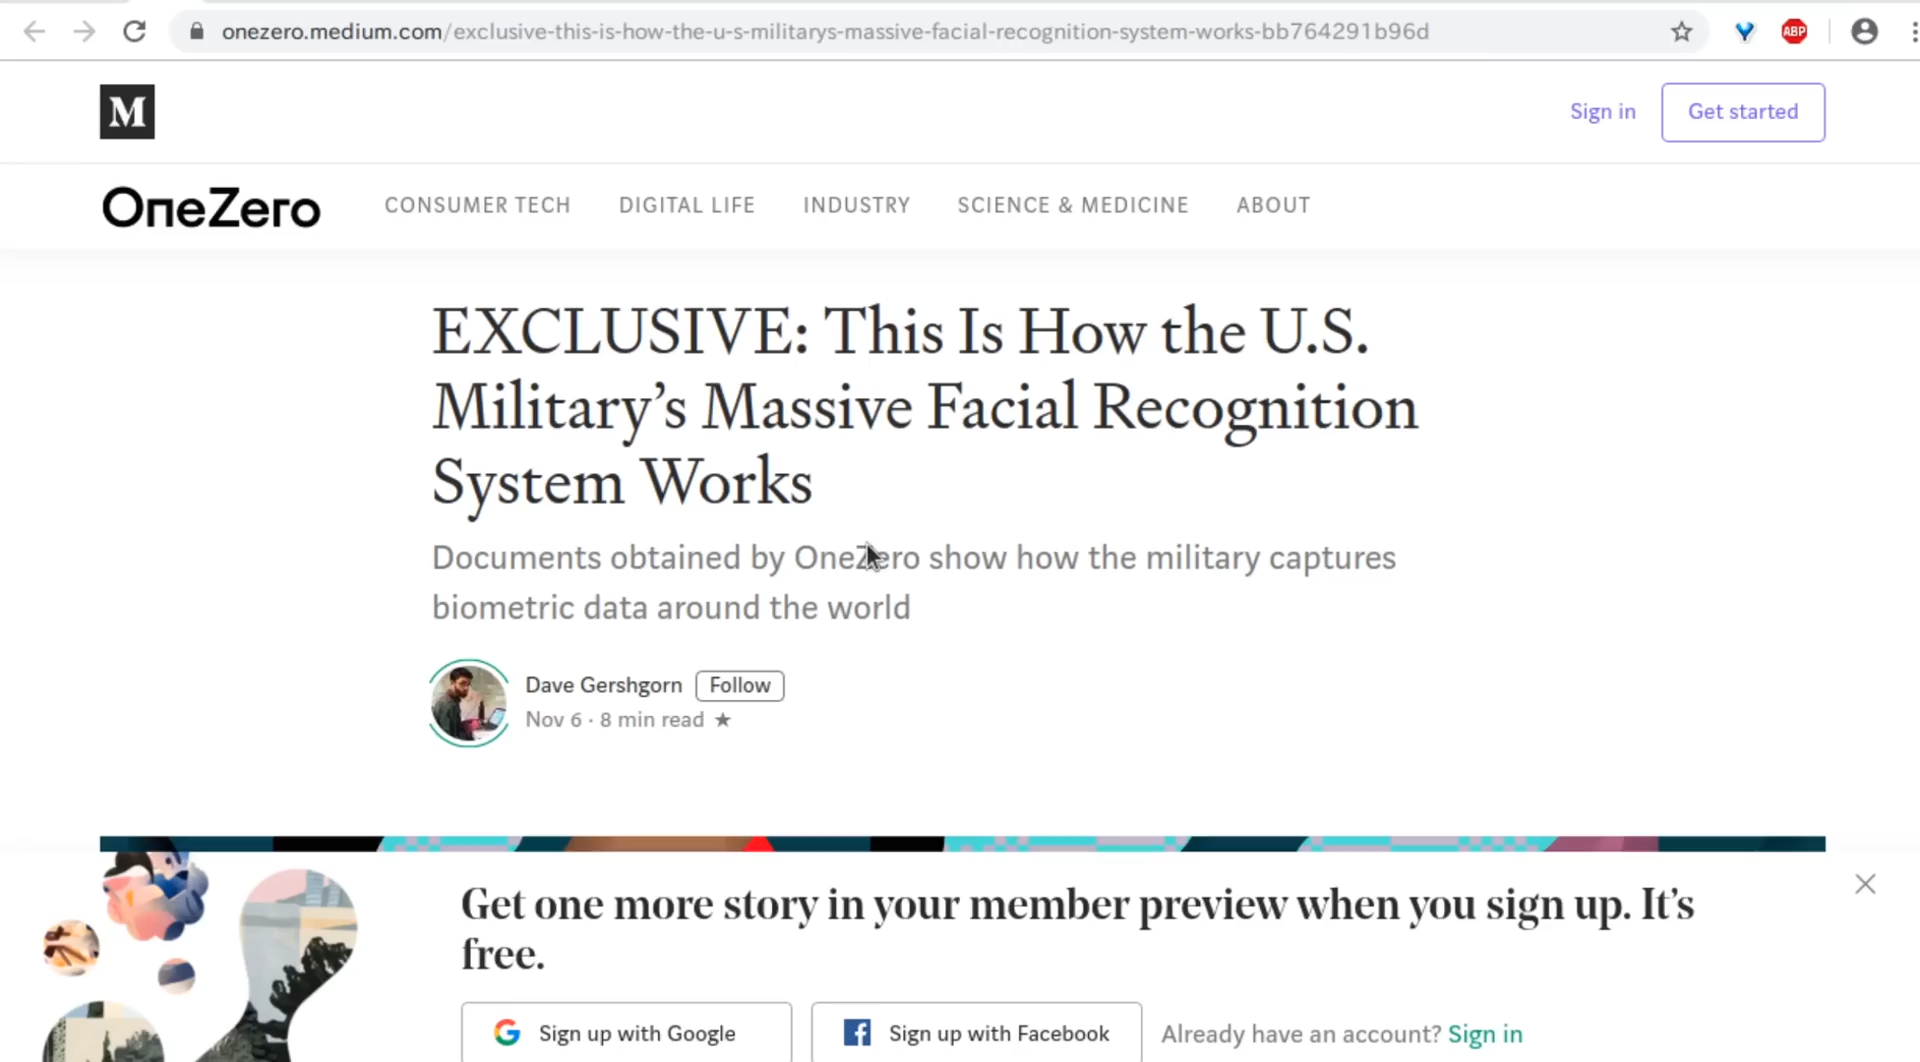 onezero.medium.com/exclusive-this-is-how-the-u-s-militarys-massive-facial-recognition-system-works-bb764291b96d
ABP
M
Sign in
Get started
OneZero
CONSUMER TECH
DIGITAL LIFE
INDUSTRY
SCIENCE & MEDICINE
ABOUT
EXCLUSIVE: This Is How the U.S.
Military’s Massive Facial Recognition
System Works
Documents obtained by OneZero show how the military captures
biometric data around the world
Dave Gershgorn
Follow
Nov 6 · 8 min read ★
Get one more story in your member preview when you sign up. It’s
free.
Sign up with Google
Sign up with Facebook
Already have an account? Sign in